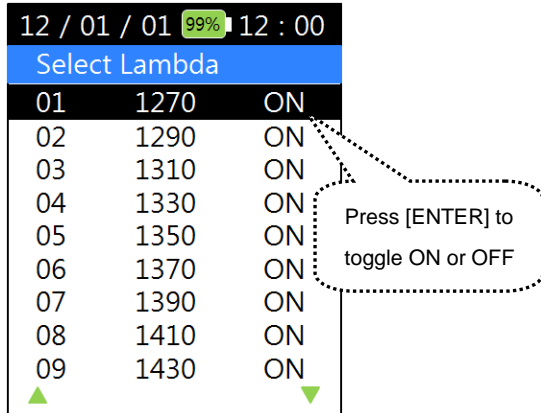 12 / 01 / 01 99% 12 : 00
Select Lambda
01 1270 ON
02 1290 ON
03 1310 ON
04 1330 ON
05 1350 ON
06 1370 ON
07 1390 ON
08 1410 ON
09 1430 ON
Press [ENTER] to
toggle ON or OFF